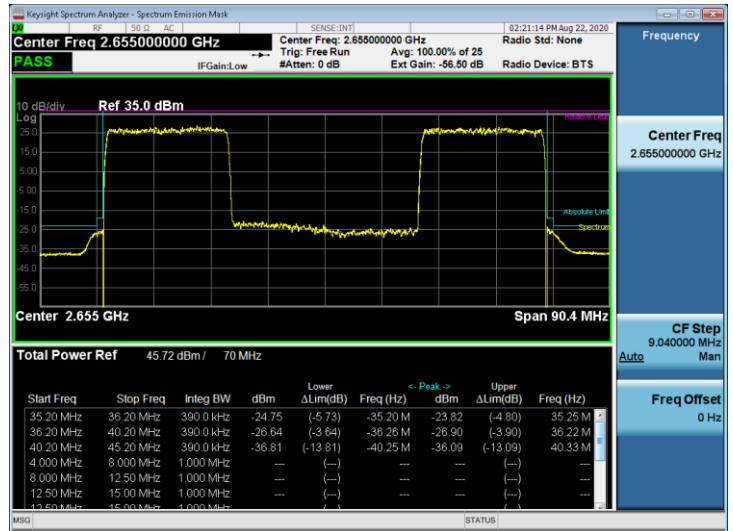 Keysight Spectrum Analyzer - Spectrum Emission Mask
RF 50 Ω AC SENSE:INT 02:21:14 PM Aug 22, 2020
Center Freq 2.655000000 GHz Center Freq: 2.655000000 GHz Radio Std: None Frequency
Trig: Free Run Avg: 100.00% of 25
PASS IFGain:Low #Atten: 0 dB Ext Gain: -56.50 dB Radio Device: BTS
10 dB/div Ref 35.0 dBm
Log Relative Limit
25.0
15.0
5.00
-5.00
-15.0 Absolute Limit
-25.0 Spectrum
-35.0
-45.0
Center 2.655 GHz Span 90.4 MHz
Center Freq
2.655000000 GHz
CF Step
9.040000 MHz
Auto Man
Freq Offset
0 Hz
Total Power Ref 45.72 dBm / 70 MHz
Lower <- Peak -> Upper
Start Freq Stop Freq Integ BW dBm ΔLim(dB) Freq (Hz) dBm ΔLim(dB) Freq (Hz)
35.20 MHz 36.20 MHz 390.0 kHz -24.75 (-5.73) -35.20 M -23.82 (-4.80) 35.25 M
36.20 MHz 40.20 MHz 390.0 kHz -26.64 (-3.64) -36.26 M -26.90 (-3.90) 36.22 M
40.20 MHz 45.20 MHz 390.0 kHz -36.81 (-13.81) -40.25 M -36.09 (-13.09) 40.33 M
4.000 MHz 8.000 MHz 1.000 MHz --- (---) --- --- (---) ---
8.000 MHz 12.50 MHz 1.000 MHz --- (---) --- --- (---) ---
12.50 MHz 15.00 MHz 1.000 MHz --- (---) --- --- (---) ---
12.50 MHz 15.00 MHz 1.000 MHz --- (---) --- --- (---) ---
MSG STATUS